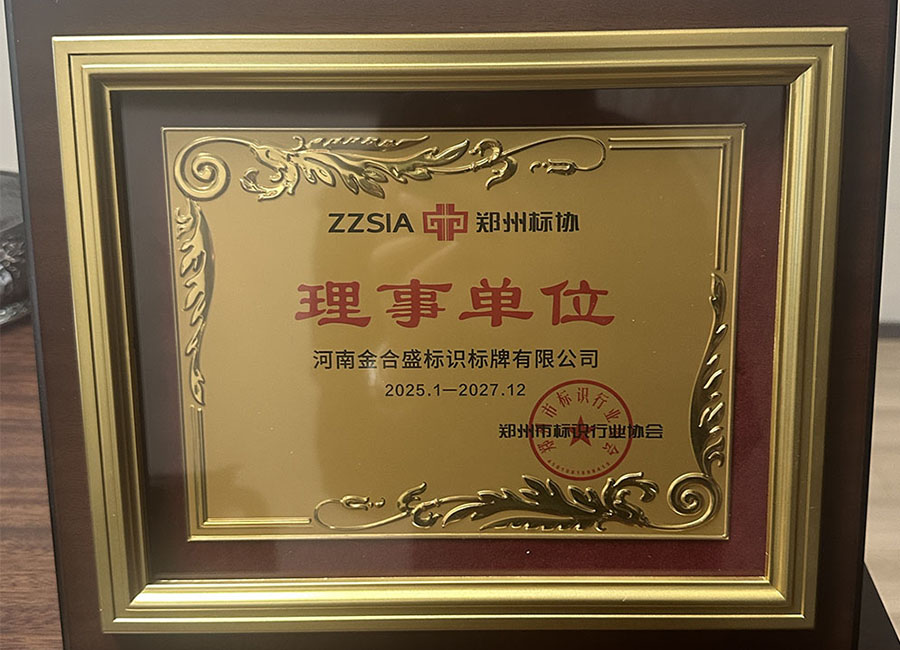 ZZSIA 郑州标协
理事单位
河南金合盛标识标牌有限公司
2025.1—2027.12
郑州市标识行业协会